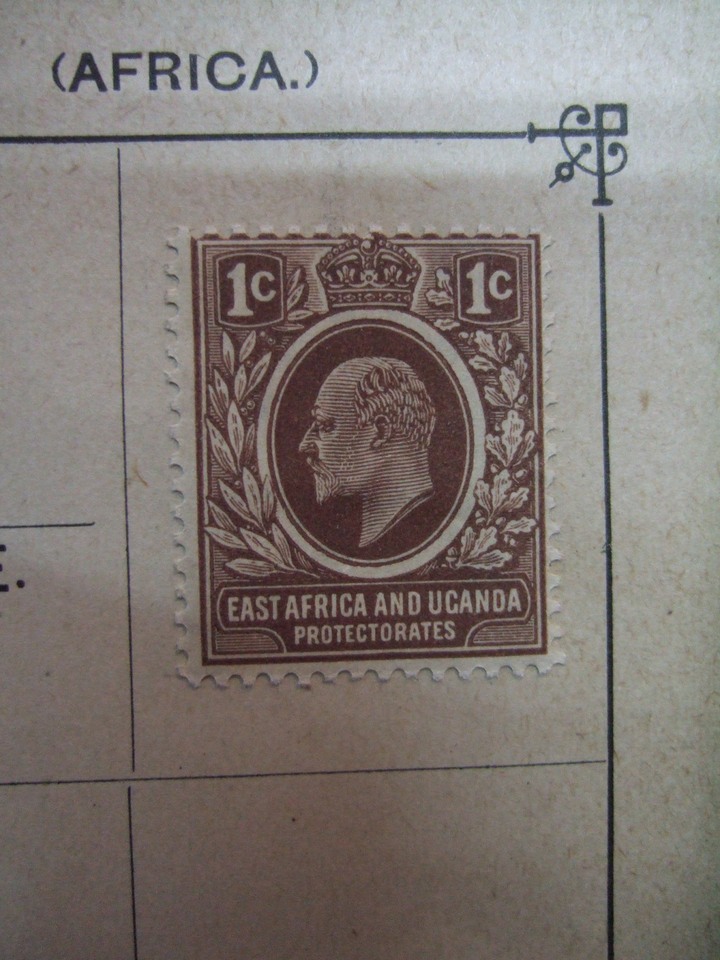 (AFRICA.)
1C 1C
EAST AFRICA AND UGANDA
PROTECTORATES
E.